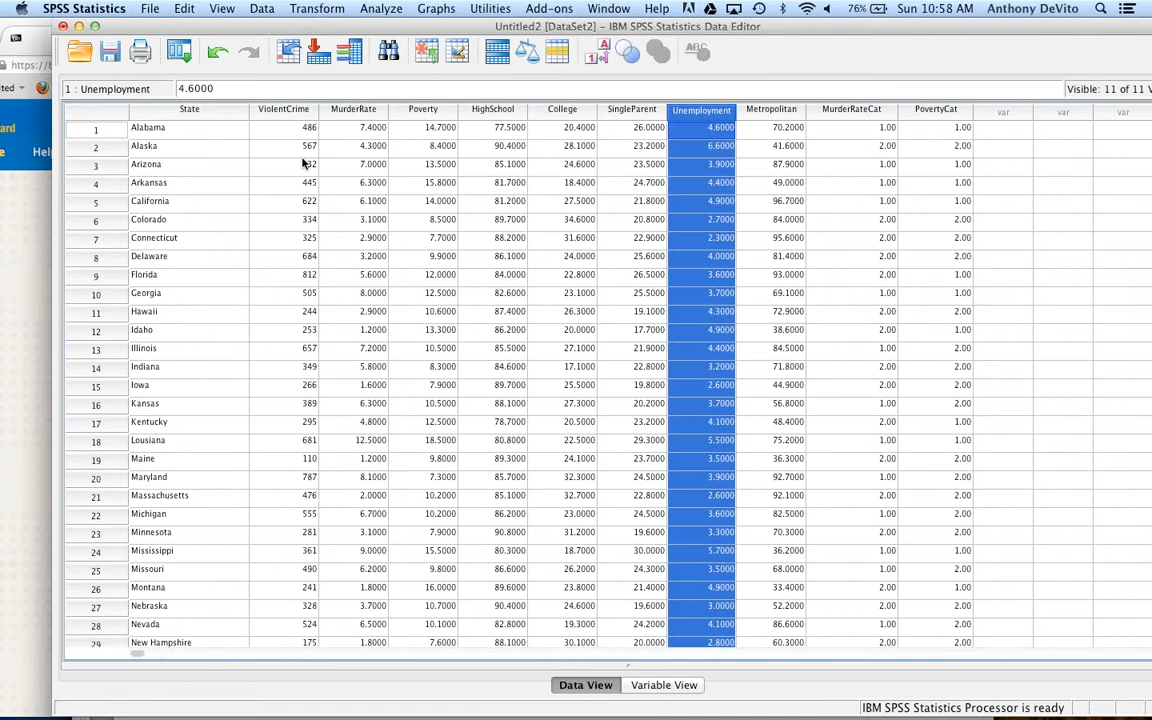 SPSS Statistics File Edit View Data Transform Analyze Graphs Utilities Add-ons Window Help 76% Sun 10:58 AM Anthony DeVito
Untitled2 [DataSet2] – IBM SPSS Statistics Data Editor
https://b
ited
ard
e Help
1 : Unemployment 4.6000 Visible: 11 of 11 V
State ViolentCrime MurderRate Poverty HighSchool College SingleParent Unemployment Metropolitan MurderRateCat PovertyCat var var var
1 Alabama 486 7.4000 14.7000 77.5000 20.4000 26.0000 4.6000 70.2000 1.00 1.00
2 Alaska 567 4.3000 8.4000 90.4000 28.1000 23.2000 6.6000 41.6000 2.00 2.00
3 Arizona 7.0000 13.5000 85.1000 24.6000 23.5000 3.9000 87.9000 1.00 1.00
4 Arkansas 445 6.3000 15.8000 81.7000 18.4000 24.7000 4.4000 49.0000 1.00 1.00
5 California 622 6.1000 14.0000 81.2000 27.5000 21.8000 4.9000 96.7000 1.00 1.00
6 Colorado 334 3.1000 8.5000 89.7000 34.6000 20.8000 2.7000 84.0000 2.00 2.00
7 Connecticut 325 2.9000 7.7000 88.2000 31.6000 22.9000 2.3000 95.6000 2.00 2.00
8 Delaware 684 3.2000 9.9000 86.1000 24.0000 25.6000 4.0000 81.4000 2.00 2.00
9 Florida 812 5.6000 12.0000 84.0000 22.8000 26.5000 3.6000 93.0000 2.00 1.00
10 Georgia 505 8.0000 12.5000 82.6000 23.1000 25.5000 3.7000 69.1000 1.00 1.00
11 Hawaii 244 2.9000 10.6000 87.4000 26.3000 19.1000 4.3000 72.9000 2.00 2.00
12 Idaho 253 1.2000 13.3000 86.2000 20.0000 17.7000 4.9000 38.6000 2.00 1.00
13 Illinois 657 7.2000 10.5000 85.5000 27.1000 21.9000 4.4000 84.5000 1.00 2.00
14 Indiana 349 5.8000 8.3000 84.6000 17.1000 22.8000 3.2000 71.8000 2.00 2.00
15 Iowa 266 1.6000 7.9000 89.7000 25.5000 19.8000 2.6000 44.9000 2.00 2.00
16 Kansas 389 6.3000 10.5000 88.1000 27.3000 20.2000 3.7000 56.8000 1.00 2.00
17 Kentucky 295 4.8000 12.5000 78.7000 20.5000 23.2000 4.1000 48.4000 2.00 1.00
18 Lousiana 681 12.5000 18.5000 80.8000 22.5000 29.3000 5.5000 75.2000 1.00 1.00
19 Maine 110 1.2000 9.8000 89.3000 24.1000 23.7000 3.5000 36.3000 2.00 2.00
20 Maryland 787 8.1000 7.3000 85.7000 32.3000 24.5000 3.9000 92.7000 1.00 2.00
21 Massachusetts 476 2.0000 10.2000 85.1000 32.7000 22.8000 2.6000 92.1000 2.00 2.00
22 Michigan 555 6.7000 10.2000 86.2000 23.0000 24.5000 3.6000 82.5000 1.00 2.00
23 Minnesota 281 3.1000 7.9000 90.8000 31.2000 19.6000 3.3000 70.3000 2.00 2.00
24 Mississippi 361 9.0000 15.5000 80.3000 18.7000 30.0000 5.7000 36.2000 1.00 1.00
25 Missouri 490 6.2000 9.8000 86.6000 26.2000 24.3000 3.5000 68.0000 1.00 2.00
26 Montana 241 1.8000 16.0000 89.6000 23.8000 21.4000 4.9000 33.4000 2.00 1.00
27 Nebraska 328 3.7000 10.7000 90.4000 24.6000 19.6000 3.0000 52.2000 2.00 2.00
28 Nevada 524 6.5000 10.1000 82.8000 19.3000 24.2000 4.1000 86.6000 1.00 2.00
29 New Hampshire 175 1.8000 7.6000 88.1000 30.1000 20.0000 2.8000 60.3000 2.00 2.00
Data View Variable View
IBM SPSS Statistics Processor is ready